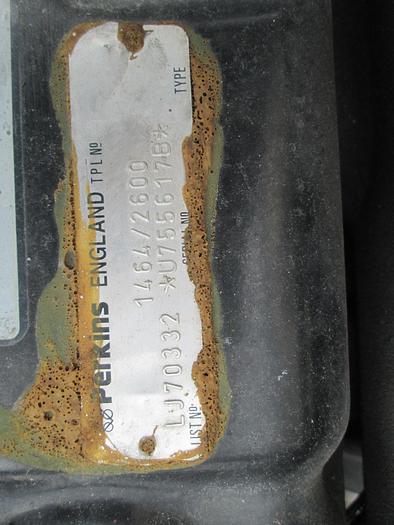 Perkins ENGLAND TPL Nº
1464/2600
LJ70332 *U755617B*
LIST Nº SERIAL NO TYPE